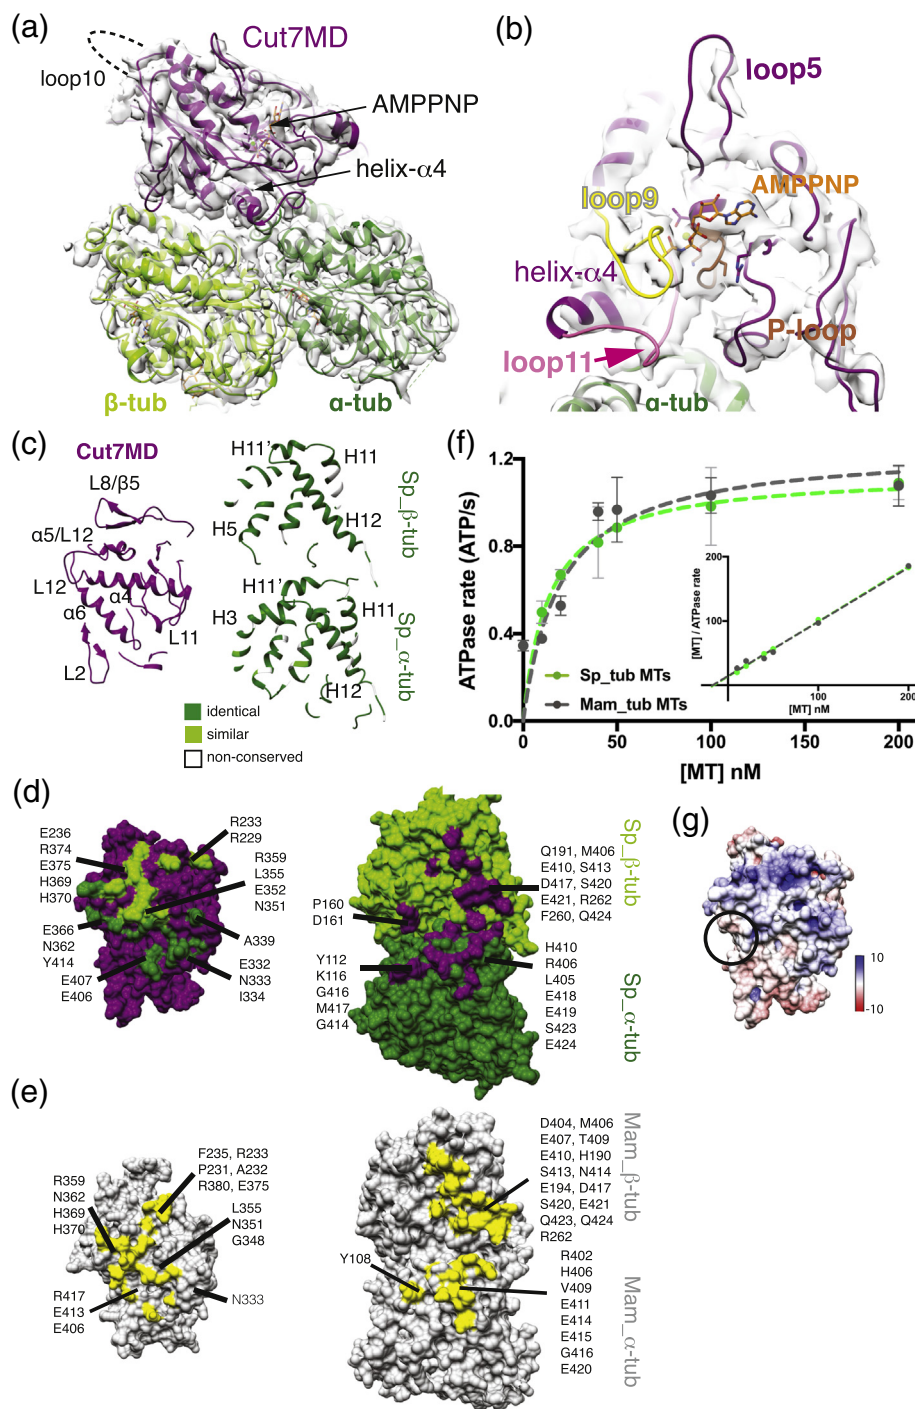 (a)
Cut7MD
loop10
AMPPNP
helix-α4
β-tub
α-tub
(b)
loop5
AMPPNP
loop9
helix-α4
P-loop
loop11
α-tub
(c)
Cut7MD
L8/β5
α5/L12
L12
α4
α6
L11
L2
H11'
H11
H5
H12
Sp_β-tub
H11'
H3
H11
H12
Sp_α-tub
identical
similar
non-conserved
(f)
ATPase rate (ATP/s)
1.2
0.8
0.4
0.0
0
50
100
150
200
[MT] nM
Sp_tub MTs
Mam_tub MTs
[MT] / ATPase rate
200
100
100
200
[MT] nM
(d)
E236
R374
E375
H369
H370
E366
N362
Y414
E407
E406
R233
R229
R359
L355
E352
N351
A339
E332
N333
I334
P160
D161
Y112
K116
G416
M417
G414
Q191, M406
E410, S413
D417, S420
E421, R262
F260, Q424
H410
R406
L405
E418
E419
S423
E424
Sp_β-tub
Sp_α-tub
(g)
10
-10
(e)
R359
N362
H369
H370
R417
E413
E406
F235, R233
P231, A232
R380, E375
L355
N351
G348
N333
Y108
D404, M406
E407, T409
E410, H190
S413, N414
E194, D417
S420, E421
Q423, Q424
R262
R402
H406
V409
E411
E414
E415
G416
E420
Mam_β-tub
Mam_α-tub